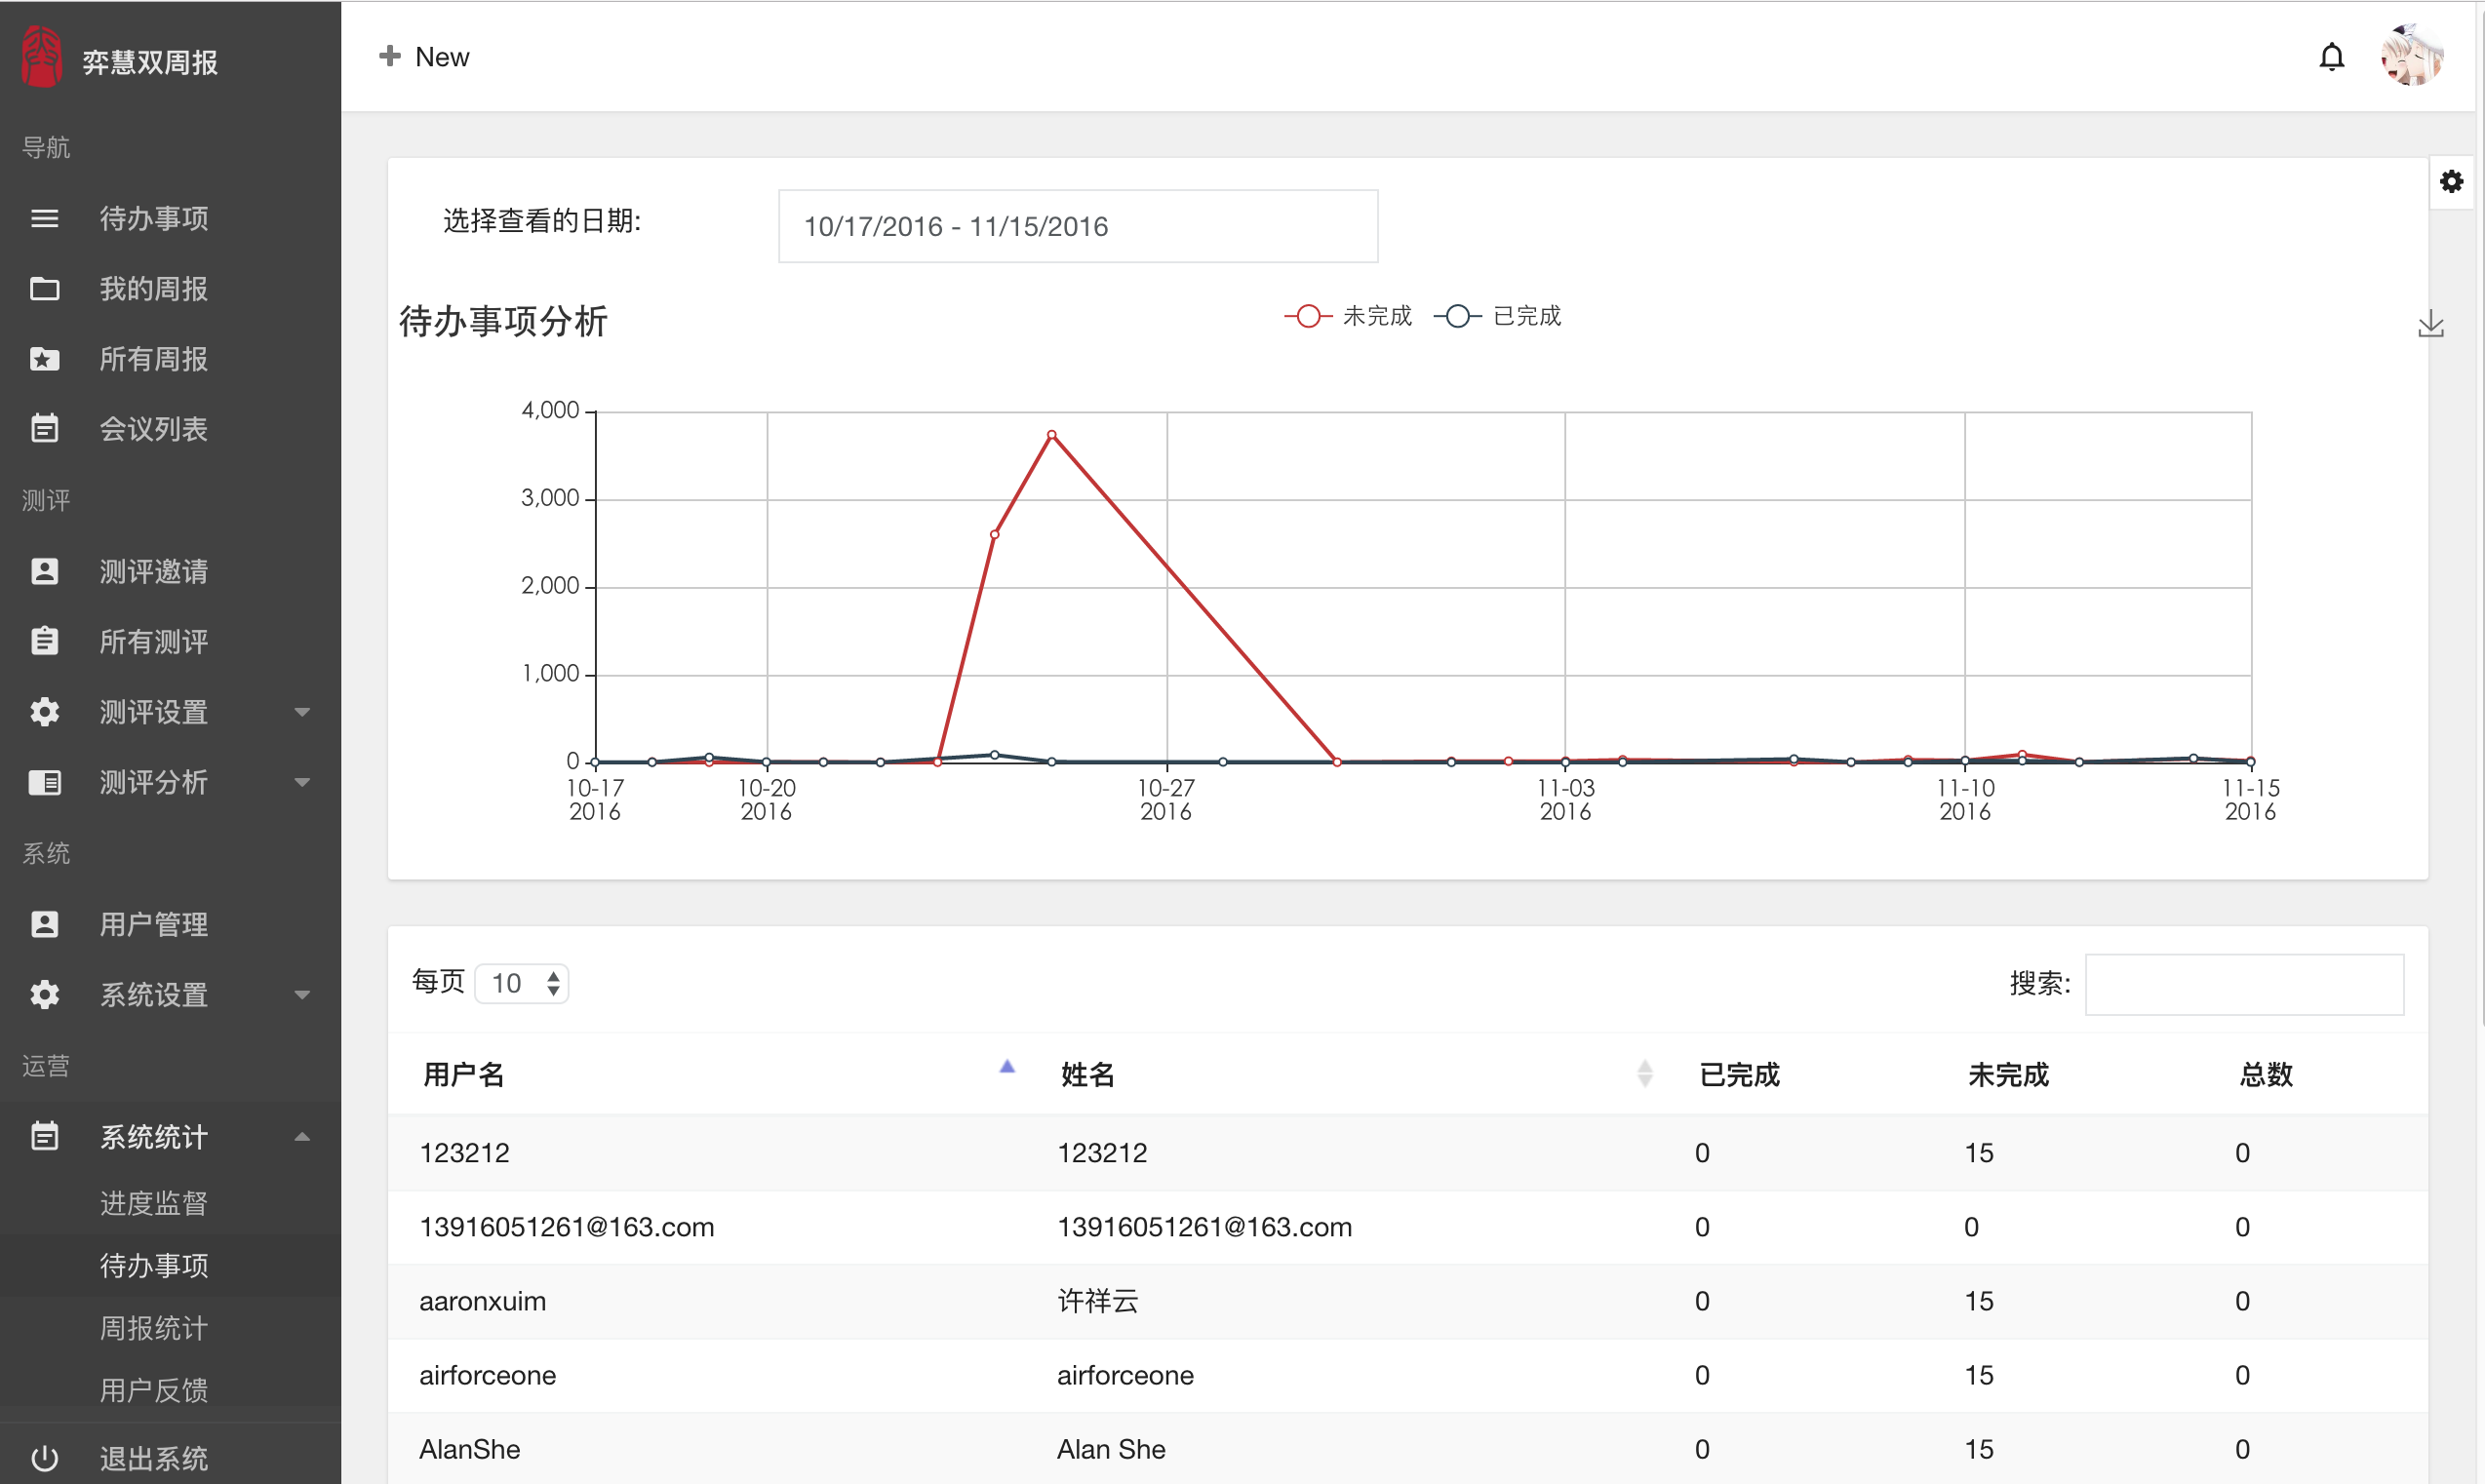 弈慧双周报
导航
待办事项
我的周报
所有周报
会议列表
测评
测评邀请
所有测评
测评设置
测评分析
系统
用户管理
系统设置
运营
系统统计
进度监督
待办事项
周报统计
用户反馈
退出系统
New
选择查看的日期:
10/17/2016 - 11/15/2016
待办事项分析
未完成 已完成
4,000
3,000
2,000
1,000
0
10-17 10-20 10-27 11-03 11-10 11-15
2016 2016 2016 2016 2016 2016
每页 10
搜索:
用户名 姓名 已完成 未完成 总数
123212 123212 0 15 0
13916051261@163.com 13916051261@163.com 0 0 0
aaronxuim 许祥云 0 15 0
airforceone airforceone 0 15 0
AlanShe Alan She 0 15 0